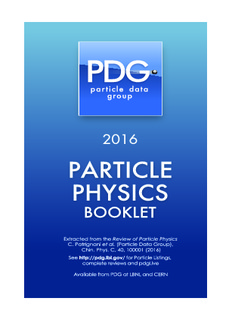 PDG
particle data
group
2016
PARTICLE
PHYSICS
BOOKLET
Extracted from the Review of Particle Physics
C. Patrignani et al. (Particle Data Group),
Chin. Phys. C, 40, 100001 (2016)
See http://pdg.lbl.gov/ for Particle Listings,
complete reviews and pdgLive
Available from PDG at LBNL and CERN